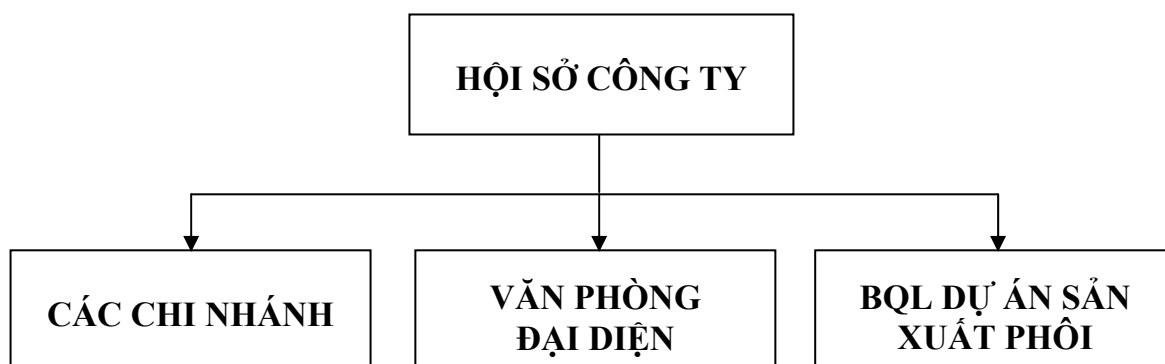 HỘI SỞ CÔNG TY
CÁC CHI NHÁNH
VĂN PHÒNG
ĐẠI DIỆN
BQL DỰ ÁN SẢN
XUẤT PHÔI